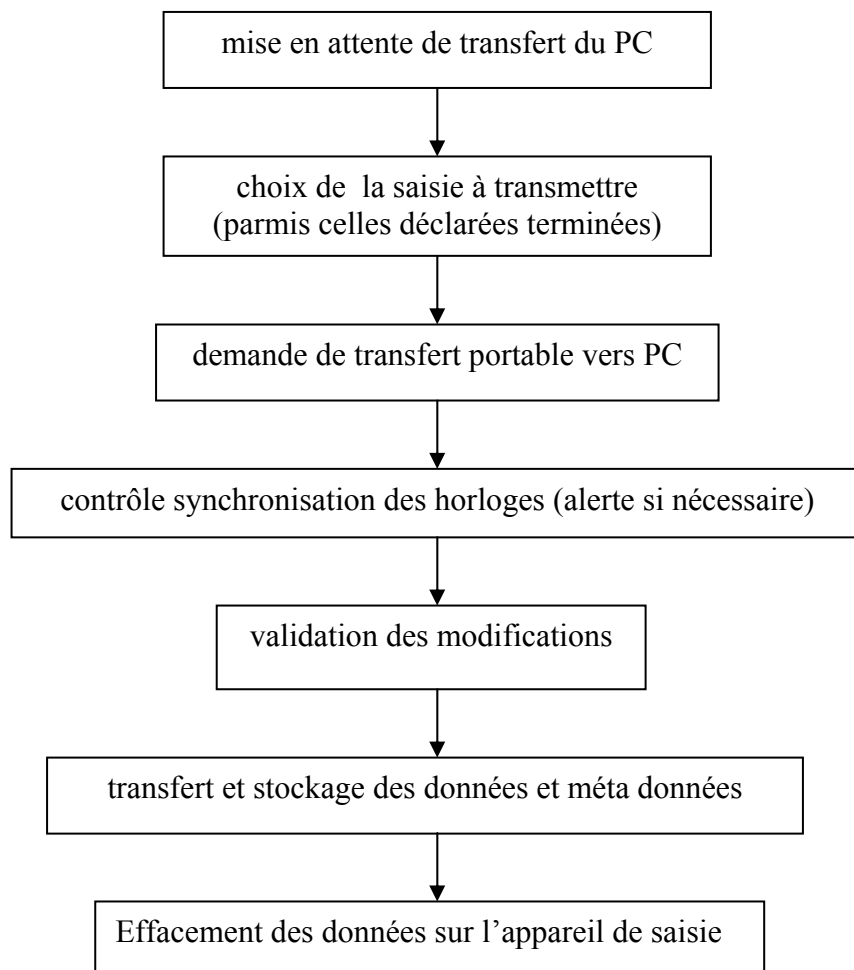 mise en attente de transfert du PC
choix de la saisie à transmettre
(parmis celles déclarées terminées)
demande de transfert portable vers PC
contrôle synchronisation des horloges (alerte si nécessaire)
validation des modifications
transfert et stockage des données et méta données
Effacement des données sur l’appareil de saisie